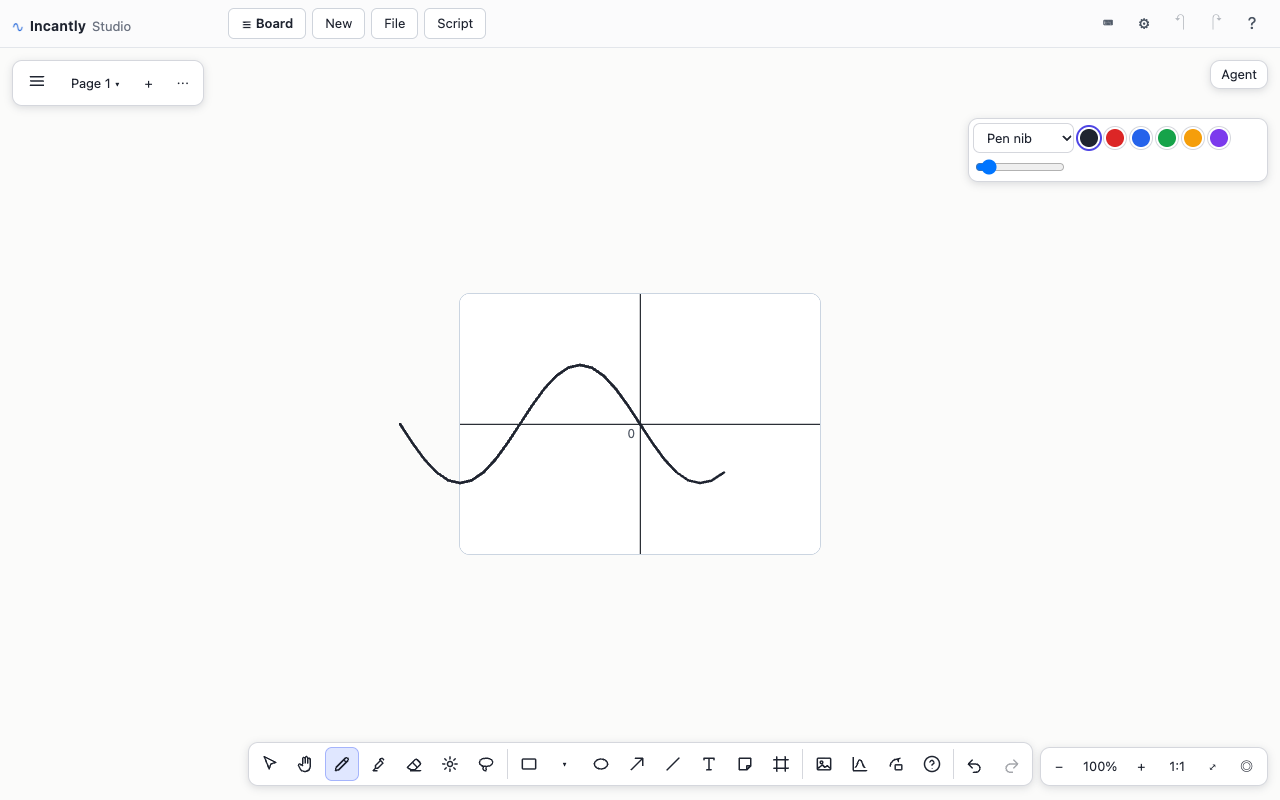 Incantly Studio
Board New File Script
?
Page 1 + ...
Agent
Pen nib
0
− 100% + 1:1